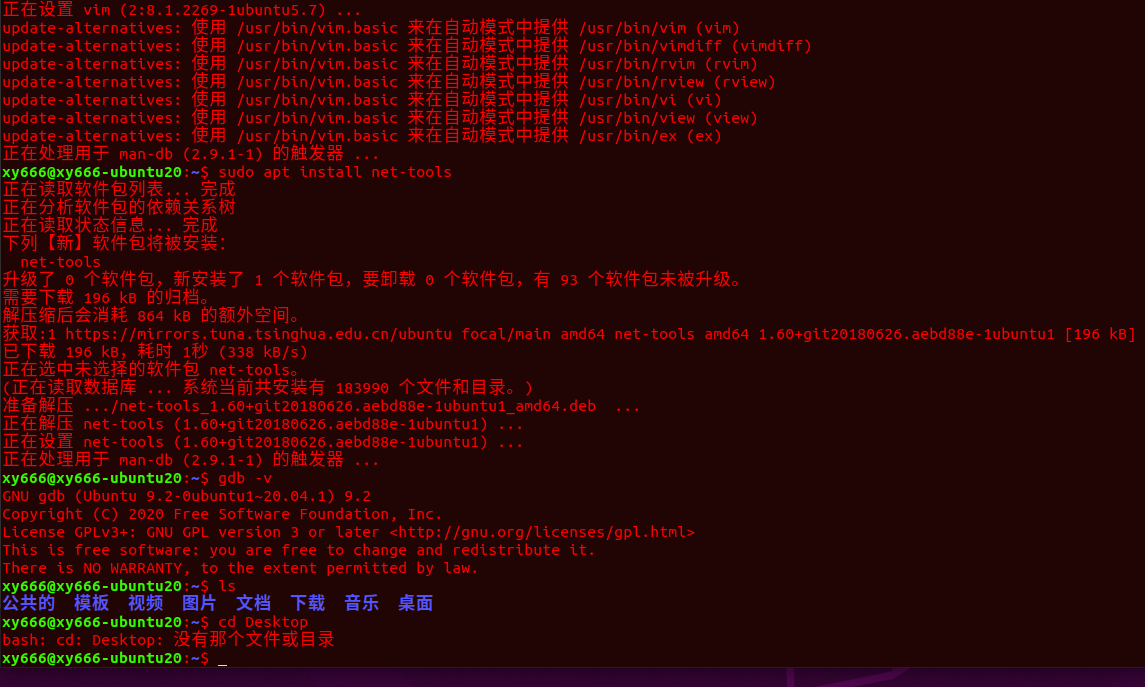 正在设置 vim (2:8.1.2269-1ubuntu5.7) ...
update-alternatives: 使用 /usr/bin/vim.basic 来在自动模式中提供 /usr/bin/vim (vim)
update-alternatives: 使用 /usr/bin/vim.basic 来在自动模式中提供 /usr/bin/vimdiff (vimdiff)
update-alternatives: 使用 /usr/bin/vim.basic 来在自动模式中提供 /usr/bin/rvim (rvim)
update-alternatives: 使用 /usr/bin/vim.basic 来在自动模式中提供 /usr/bin/rview (rview)
update-alternatives: 使用 /usr/bin/vim.basic 来在自动模式中提供 /usr/bin/vi (vi)
update-alternatives: 使用 /usr/bin/vim.basic 来在自动模式中提供 /usr/bin/view (view)
update-alternatives: 使用 /usr/bin/vim.basic 来在自动模式中提供 /usr/bin/ex (ex)
正在处理用于 man-db (2.9.1-1) 的触发器 ...
xy666@xy666-ubuntu20:~$ sudo apt install net-tools
正在读取软件包列表... 完成
正在分析软件包的依赖关系树
正在读取状态信息... 完成
下列【新】软件包将被安装：
  net-tools
升级了 0 个软件包，新安装了 1 个软件包，要卸载 0 个软件包，有 93 个软件包未被升级。
需要下载 196 kB 的归档。
解压缩后会消耗 864 kB 的额外空间。
获取:1 https://mirrors.tuna.tsinghua.edu.cn/ubuntu focal/main amd64 net-tools amd64 1.60+git20180626.aebd88e-1ubuntu1 [196 kB]
已下载 196 kB，耗时 1秒 (338 kB/s)
正在选中未选择的软件包 net-tools。
(正在读取数据库 ... 系统当前共安装有 183990 个文件和目录。)
准备解压 .../net-tools_1.60+git20180626.aebd88e-1ubuntu1_amd64.deb  ...
正在解压 net-tools (1.60+git20180626.aebd88e-1ubuntu1) ...
正在设置 net-tools (1.60+git20180626.aebd88e-1ubuntu1) ...
正在处理用于 man-db (2.9.1-1) 的触发器 ...
xy666@xy666-ubuntu20:~$ gdb -v
GNU gdb (Ubuntu 9.2-0ubuntu1~20.04.1) 9.2
Copyright (C) 2020 Free Software Foundation, Inc.
License GPLv3+: GNU GPL version 3 or later <http://gnu.org/licenses/gpl.html>
This is free software: you are free to change and redistribute it.
There is NO WARRANTY, to the extent permitted by law.
xy666@xy666-ubuntu20:~$ ls
公共的  模板  视频  图片  文档  下载  音乐  桌面
xy666@xy666-ubuntu20:~$ cd Desktop
bash: cd: Desktop: 没有那个文件或目录
xy666@xy666-ubuntu20:~$ _